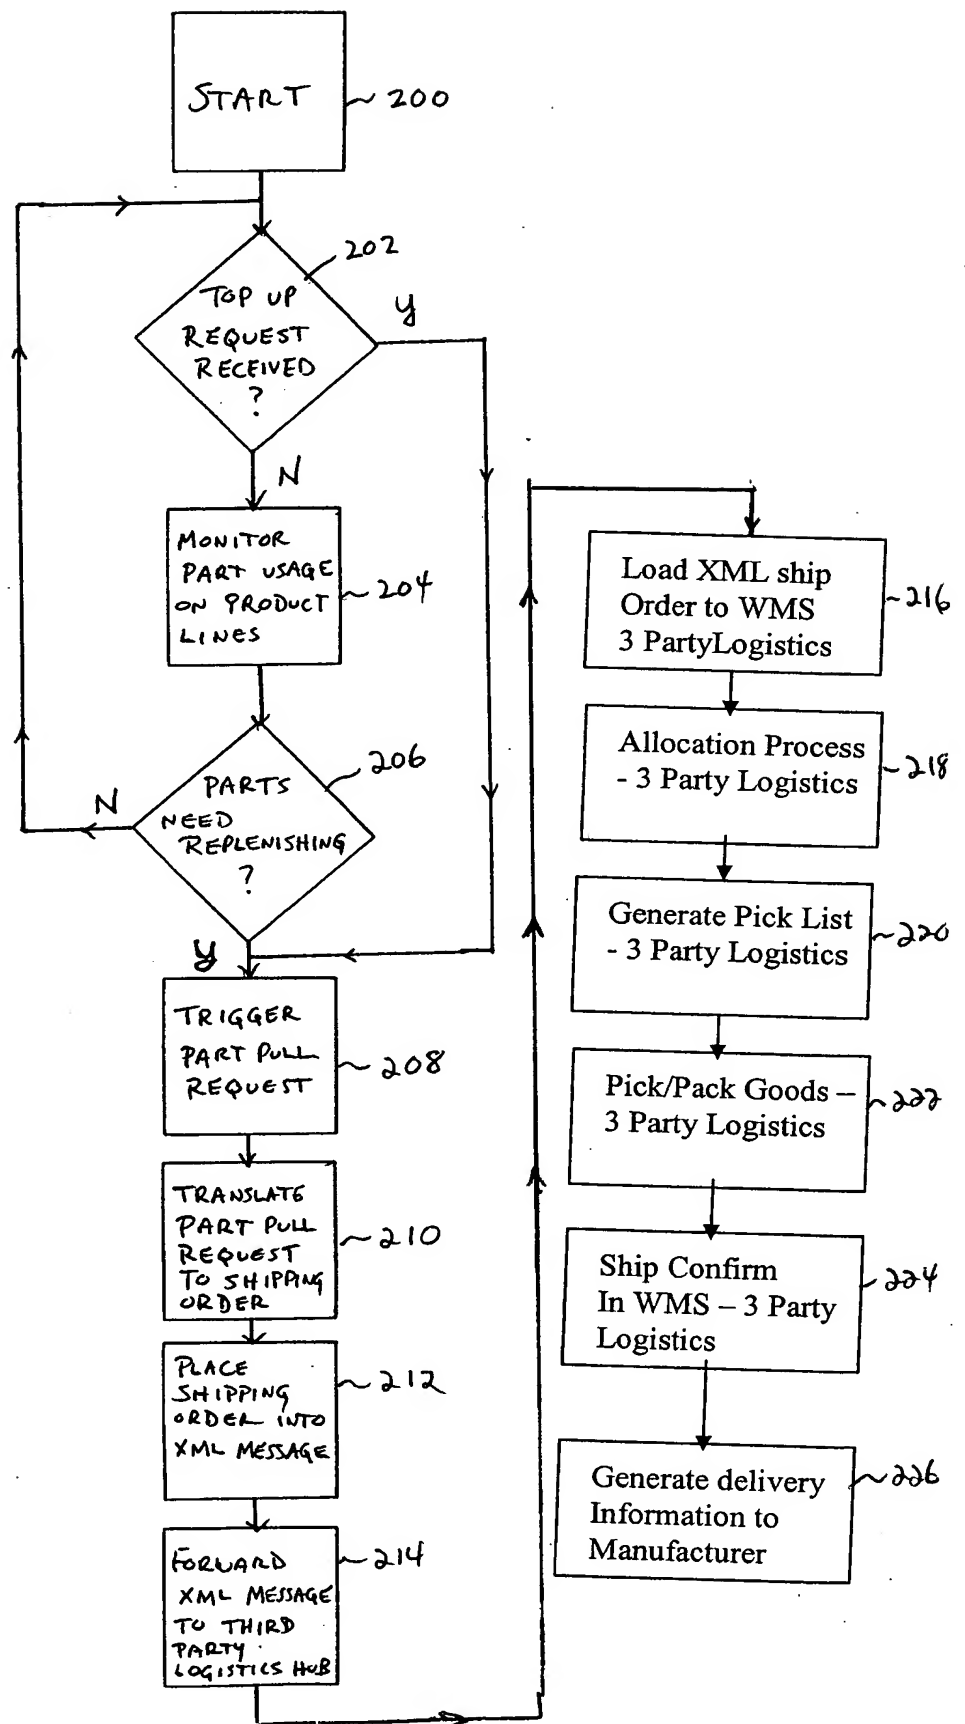 START
200
202
TOP UP
REQUEST
RECEIVED
?
Y
N
MONITOR
PART USAGE
ON PRODUCT
LINES
204
206
PARTS
NEED
REPLENISHING
?
N
Y
TRIGGER
PART PULL
REQUEST
208
TRANSLATE
PART PULL
REQUEST
TO SHIPPING
ORDER
210
PLACE
SHIPPING
ORDER INTO
XML MESSAGE
212
FORWARD
XML MESSAGE
TO THIRD
PARTY
LOGISTICS HUB
214
Load XML ship
Order to WMS
3 PartyLogistics
216
Allocation Process
- 3 Party Logistics
218
Generate Pick List
- 3 Party Logistics
220
Pick/Pack Goods –
3 Party Logistics
222
Ship Confirm
In WMS – 3 Party
Logistics
224
Generate delivery
Information to
Manufacturer
226